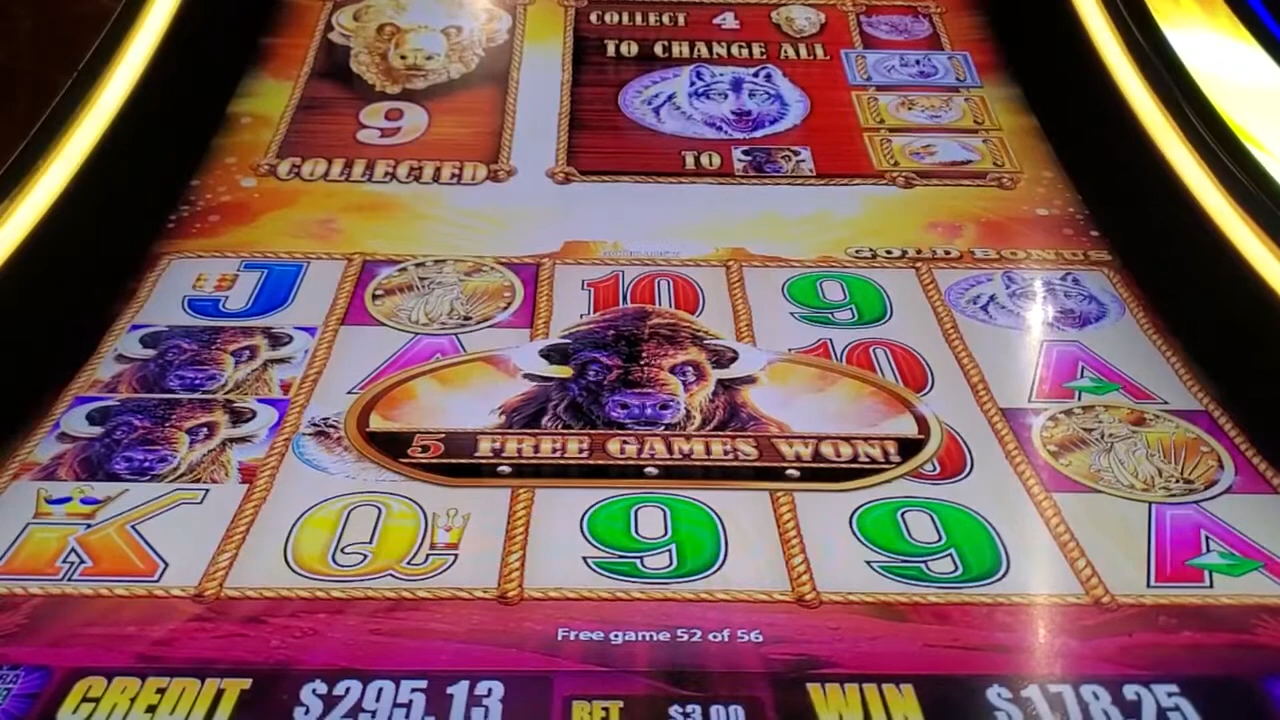 COLLECT 4
TO CHANGE ALL
TO
9
COLLECTED
GOLD BONUS
J
10
9
A
10
A
5 FREE GAMES WON!
K
Q
9
9
A
Free game 52 of 56
CREDIT $295.13
BET $3.00
WIN $178.25